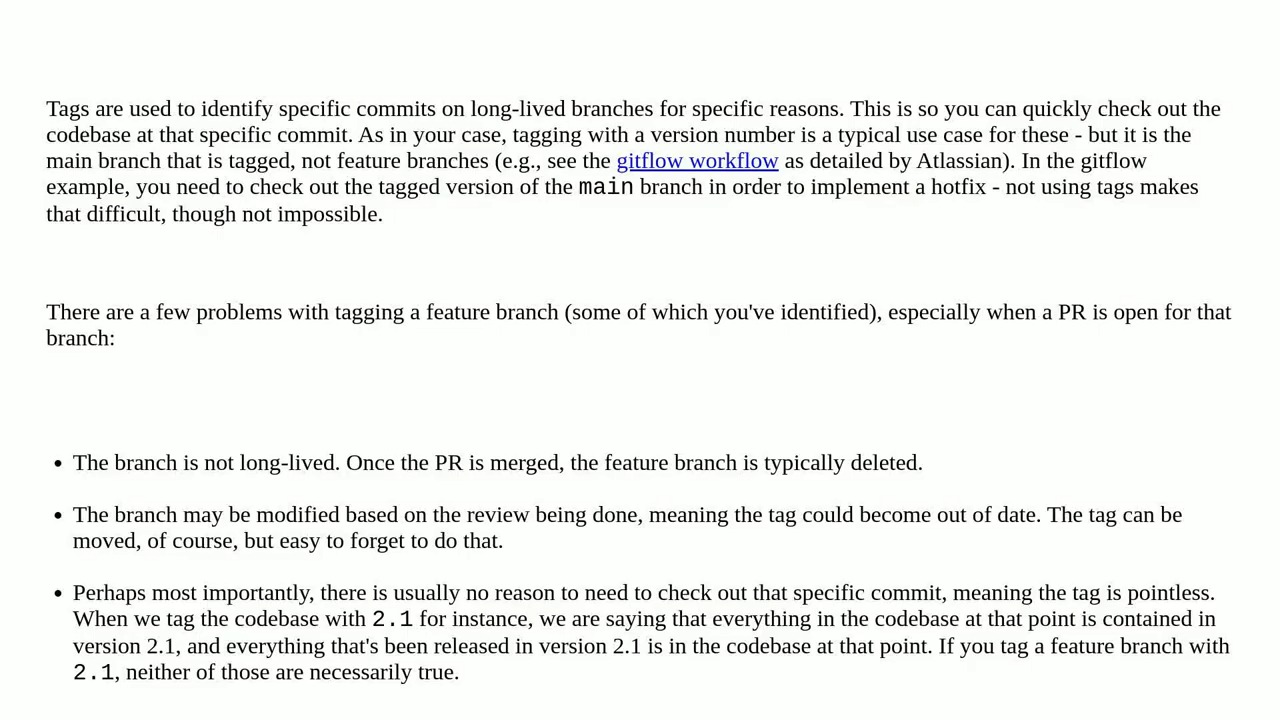 Tags are used to identify specific commits on long-lived branches for specific reasons. This is so you can quickly check out the
codebase at that specific commit. As in your case, tagging with a version number is a typical use case for these - but it is the
main branch that is tagged, not feature branches (e.g., see the gitflow workflow as detailed by Atlassian). In the gitflow
example, you need to check out the tagged version of the main branch in order to implement a hotfix - not using tags makes
that difficult, though not impossible.
There are a few problems with tagging a feature branch (some of which you've identified), especially when a PR is open for that
branch:
• The branch is not long-lived. Once the PR is merged, the feature branch is typically deleted.
• The branch may be modified based on the review being done, meaning the tag could become out of date. The tag can be
moved, of course, but easy to forget to do that.
• Perhaps most importantly, there is usually no reason to need to check out that specific commit, meaning the tag is pointless.
When we tag the codebase with 2.1 for instance, we are saying that everything in the codebase at that point is contained in
version 2.1, and everything that's been released in version 2.1 is in the codebase at that point. If you tag a feature branch with
2.1, neither of those are necessarily true.